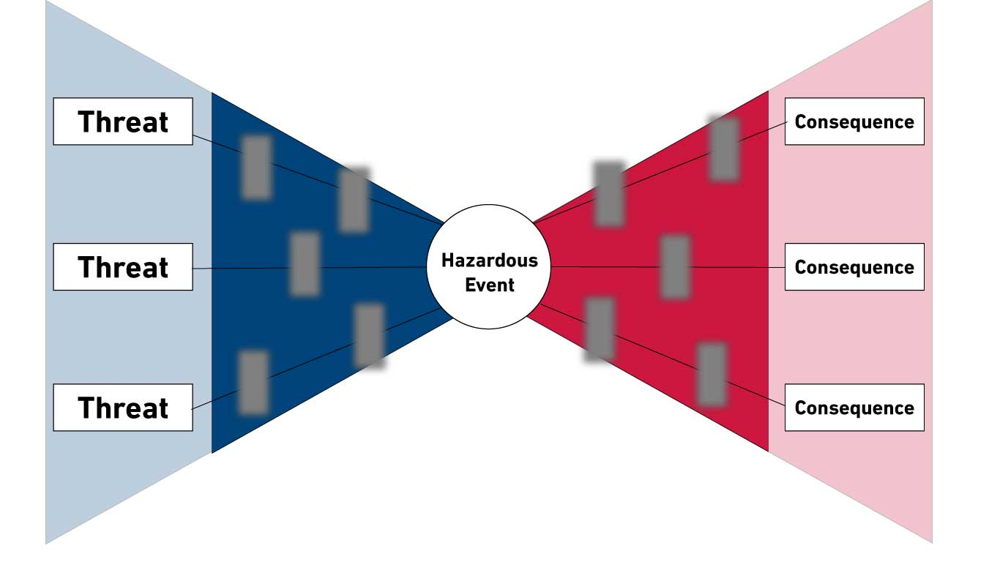 Threat
Consequence
Threat
Hazardous
Event
Consequence
Threat
Consequence